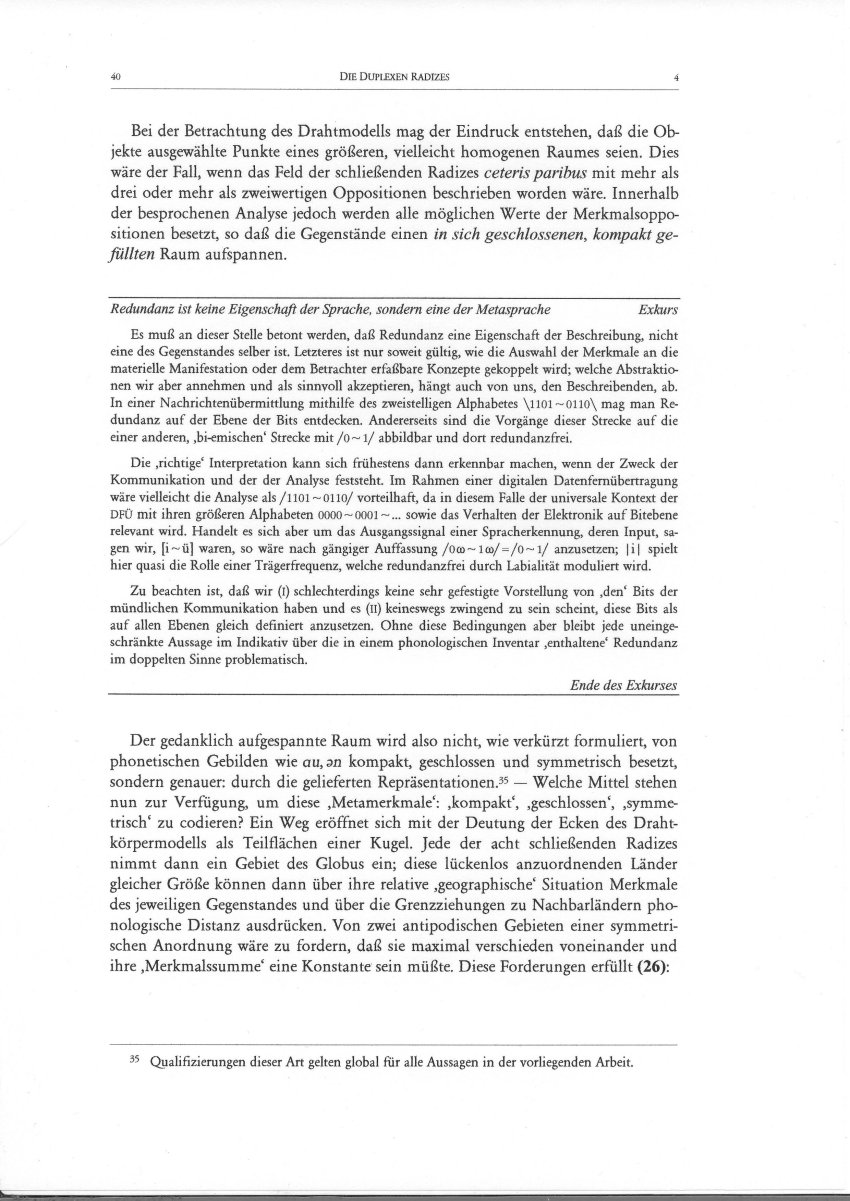 40 DIE DUPLEXEN RADIZES 4
Bei der Betrachtung des Drahtmodells mag der Eindruck entstehen, daß die Ob-
jekte ausgewählte Punkte eines größeren, vielleicht homogenen Raumes seien. Dies
wäre der Fall, wenn das Feld der schließenden Radizes ceteris paribus mit mehr als
drei oder mehr als zweiwertigen Oppositionen beschrieben worden wäre. Innerhalb
der besprochenen Analyse jedoch werden alle möglichen Werte der Merkmalsoppo-
sitionen besetzt, so daß die Gegenstände einen in sich geschlossenen, kompakt ge-
füllten Raum aufspannen.
Redundanz ist keine Eigenschaft der Sprache, sondern eine der Metasprache Exkurs
Es muß an dieser Stelle betont werden, daß Redundanz eine Eigenschaft der Beschreibung, nicht
eine des Gegenstandes selber ist. Letzteres ist nur soweit gültig, wie die Auswahl der Merkmale an die
materielle Manifestation oder dem Betrachter erfaßbare Konzepte gekoppelt wird; welche Abstraktio-
nen wir aber annehmen und als sinnvoll akzeptieren, hängt auch von uns, den Beschreibenden, ab.
In einer Nachrichtenübermittlung mithilfe des zweistelligen Alphabetes \1101~0110\ mag man Re-
dundanz auf der Ebene der Bits entdecken. Andererseits sind die Vorgänge dieser Strecke auf die
einer anderen, ‚bi-emischen‘ Strecke mit /0~1/ abbildbar und dort redundanzfrei.
Die ‚richtige‘ Interpretation kann sich frühestens dann erkennbar machen, wenn der Zweck der
Kommunikation und der der Analyse feststeht. Im Rahmen einer digitalen Datenfernübertragung
wäre vielleicht die Analyse als /1101~0110/ vorteilhaft, da in diesem Falle der universale Kontext der
DFÜ mit ihren größeren Alphabeten 0000~0001~... sowie das Verhalten der Elektronik auf Bitebene
relevant wird. Handelt es sich aber um das Ausgangssignal einer Spracherkennung, deren Input, sa-
gen wir, [i~ü] waren, so wäre nach gängiger Auffassung /0ω~1ω/=/0~1/ anzusetzen; |i| spielt
hier quasi die Rolle einer Trägerfrequenz, welche redundanzfrei durch Labialität moduliert wird.
Zu beachten ist, daß wir (I) schlechterdings keine sehr gefestigte Vorstellung von ‚den‘ Bits der
mündlichen Kommunikation haben und es (II) keineswegs zwingend zu sein scheint, diese Bits als
auf allen Ebenen gleich definiert anzusetzen. Ohne diese Bedingungen aber bleibt jede uneinge-
schränkte Aussage im Indikativ über die in einem phonologischen Inventar ‚enthaltene‘ Redundanz
im doppelten Sinne problematisch.
Ende des Exkurses
Der gedanklich aufgespannte Raum wird also nicht, wie verkürzt formuliert, von
phonetischen Gebilden wie au, ən kompakt, geschlossen und symmetrisch besetzt,
sondern genauer: durch die gelieferten Repräsentationen.³⁵ — Welche Mittel stehen
nun zur Verfügung, um diese ‚Metamerkmale‘: ‚kompakt‘, ‚geschlossen‘, ‚symme-
trisch‘ zu codieren? Ein Weg eröffnet sich mit der Deutung der Ecken des Draht-
körpermodells als Teilflächen einer Kugel. Jede der acht schließenden Radizes
nimmt dann ein Gebiet des Globus ein; diese lückenlos anzuordnenden Länder
gleicher Größe können dann über ihre relative ‚geographische‘ Situation Merkmale
des jeweiligen Gegenstandes und über die Grenzziehungen zu Nachbarländern pho-
nologische Distanz ausdrücken. Von zwei antipodischen Gebieten einer symmetri-
schen Anordnung wäre zu fordern, daß sie maximal verschieden voneinander und
ihre ‚Merkmalssumme‘ eine Konstante sein müßte. Diese Forderungen erfüllt (26):
³⁵ Qualifizierungen dieser Art gelten global für alle Aussagen in der vorliegenden Arbeit.